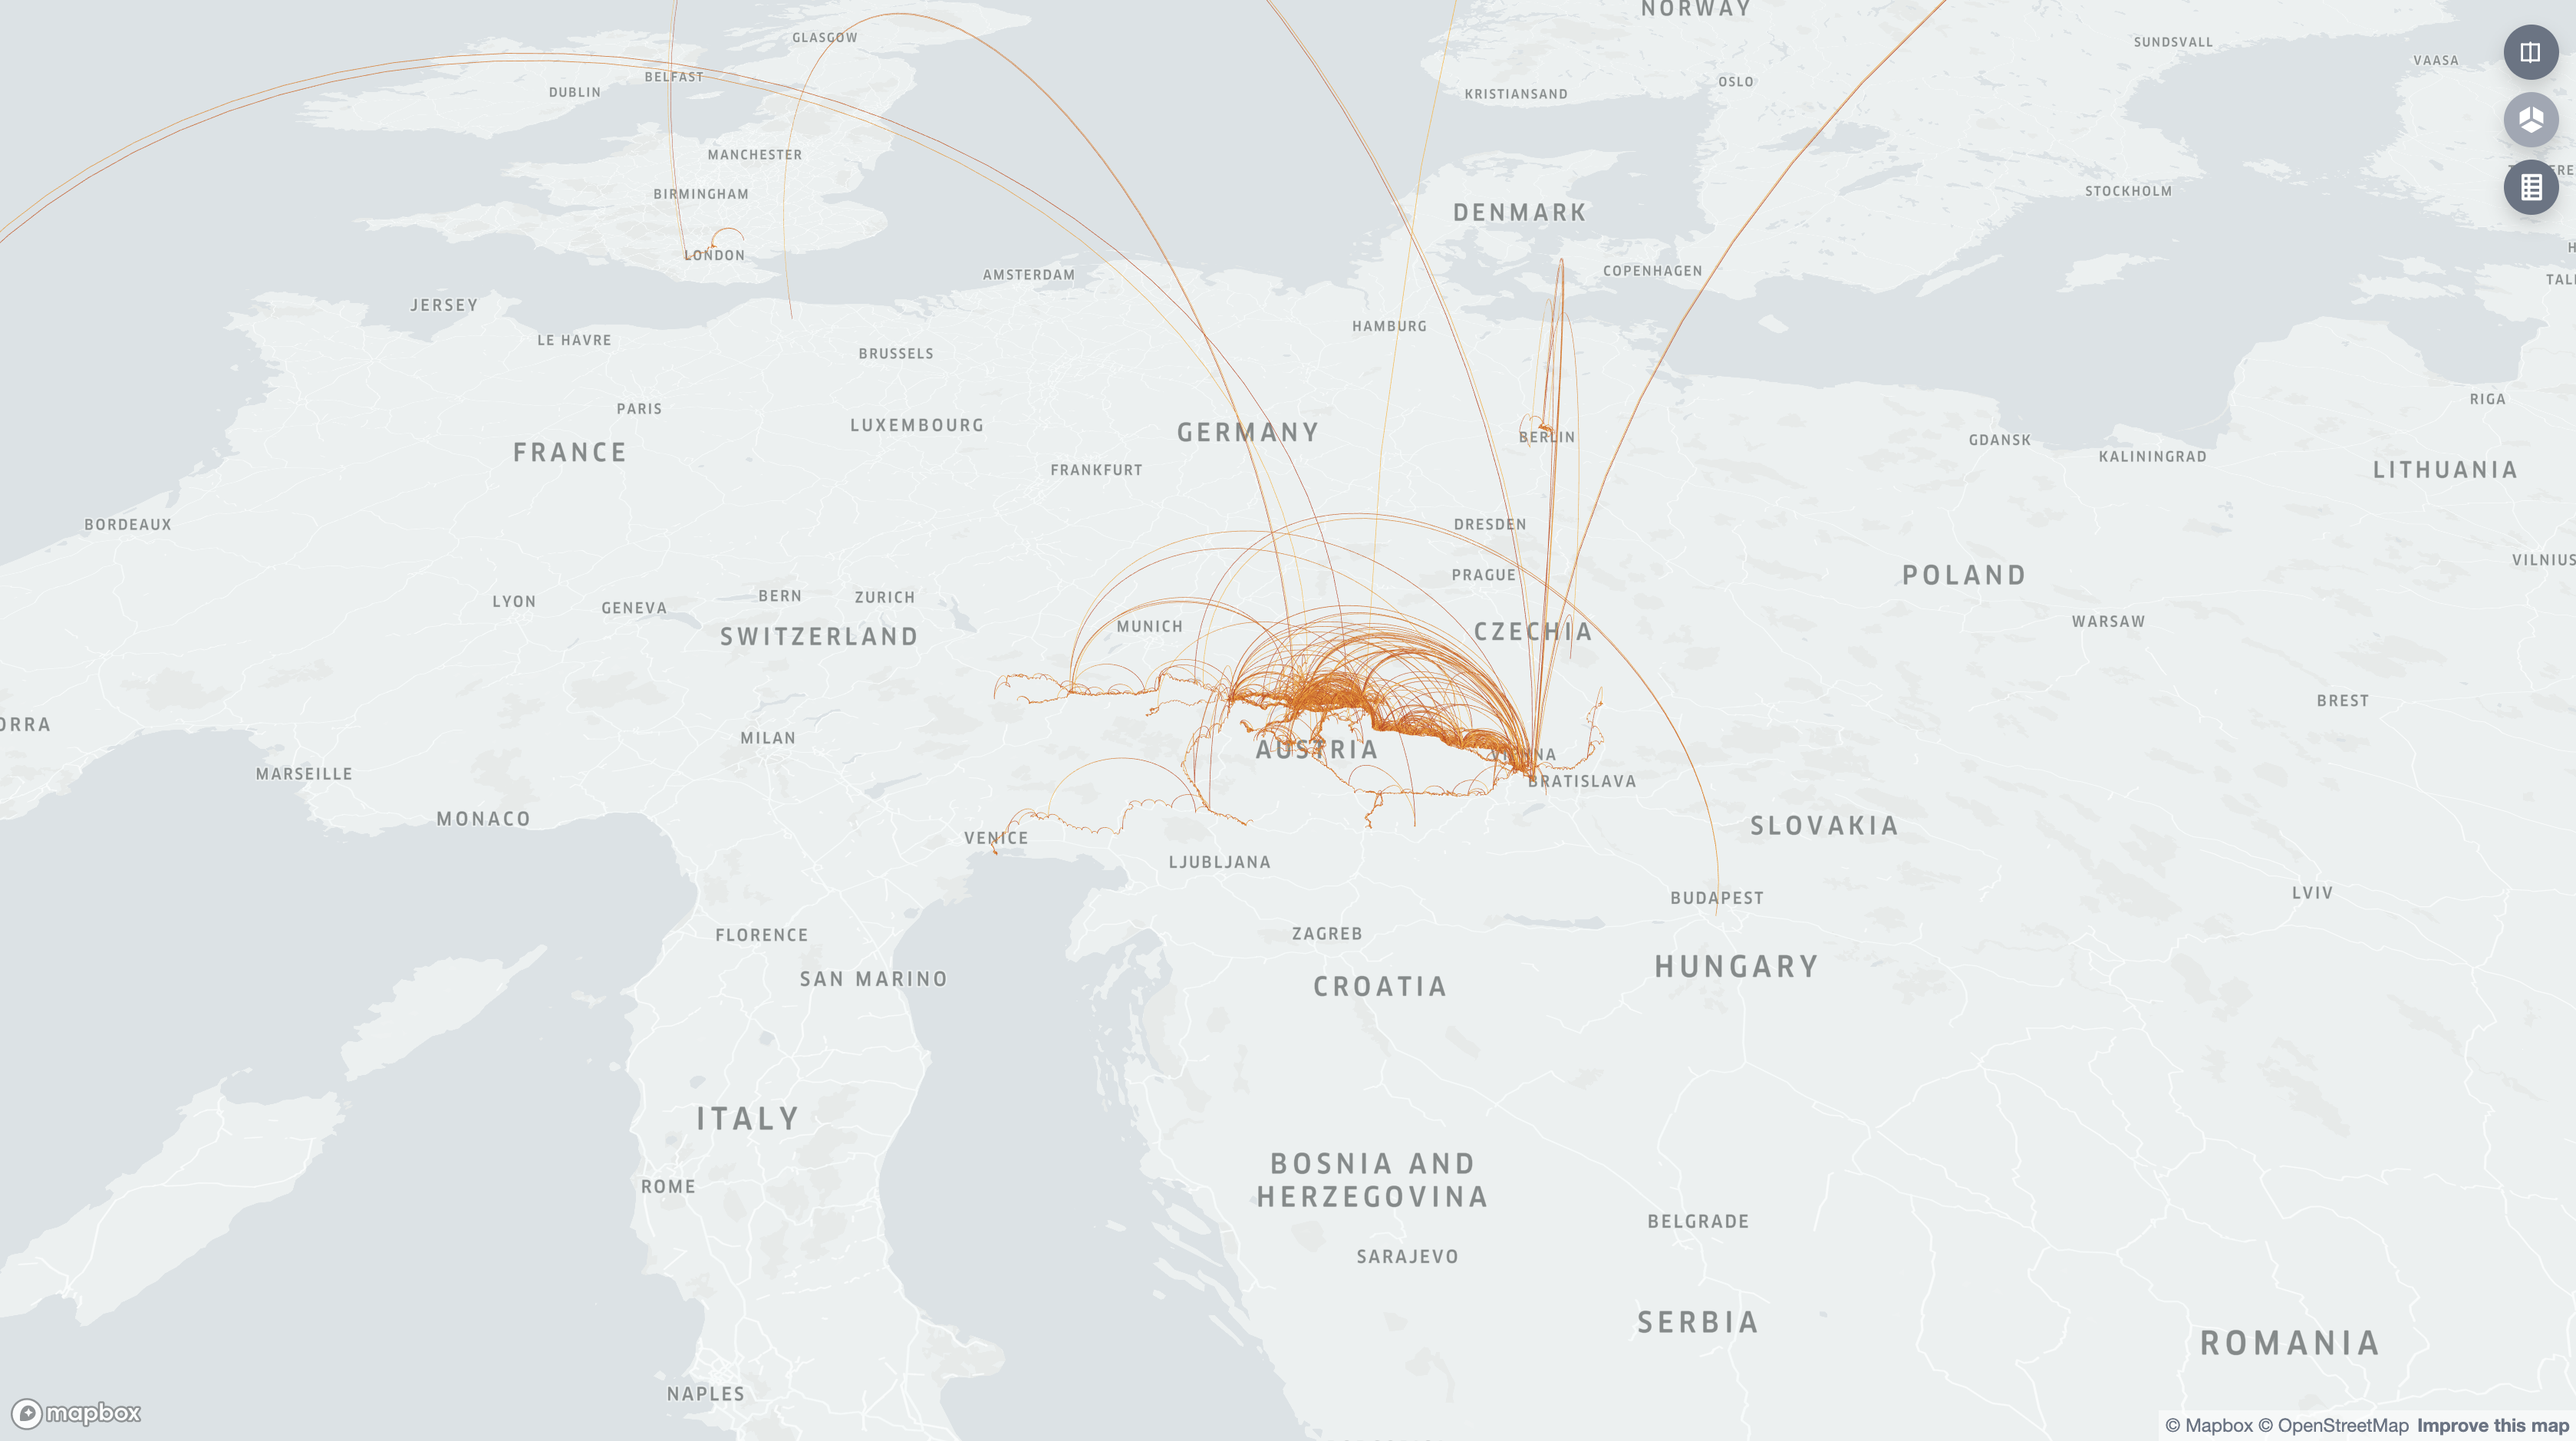 NORWAY
GLASGOW
SUNDSVALL
VAASA
BELFAST
OSLO
DUBLIN
KRISTIANSAND
MANCHESTER
BIRMINGHAM
STOCKHOLM
DENMARK
LONDON
AMSTERDAM
COPENHAGEN
JERSEY
HAMBURG
LE HAVRE
BRUSSELS
RIGA
PARIS
LUXEMBOURG
GERMANY
BERLIN
GDANSK
FRANCE
KALININGRAD
FRANKFURT
LITHUANIA
BORDEAUX
DRESDEN
VILNIUS
PRAGUE
POLAND
BERN
ZURICH
LYON
GENEVA
WARSAW
MUNICH
CZECHIA
SWITZERLAND
BREST
ORRA
MILAN
AUSTRIA
MARSEILLE
BRATISLAVA
MONACO
SLOVAKIA
VENICE
LJUBLJANA
LVIV
BUDAPEST
FLORENCE
ZAGREB
HUNGARY
SAN MARINO
CROATIA
ITALY
BOSNIA AND
HERZEGOVINA
ROME
BELGRADE
SARAJEVO
SERBIA
ROMANIA
NAPLES
mapbox
© Mapbox © OpenStreetMap Improve this map